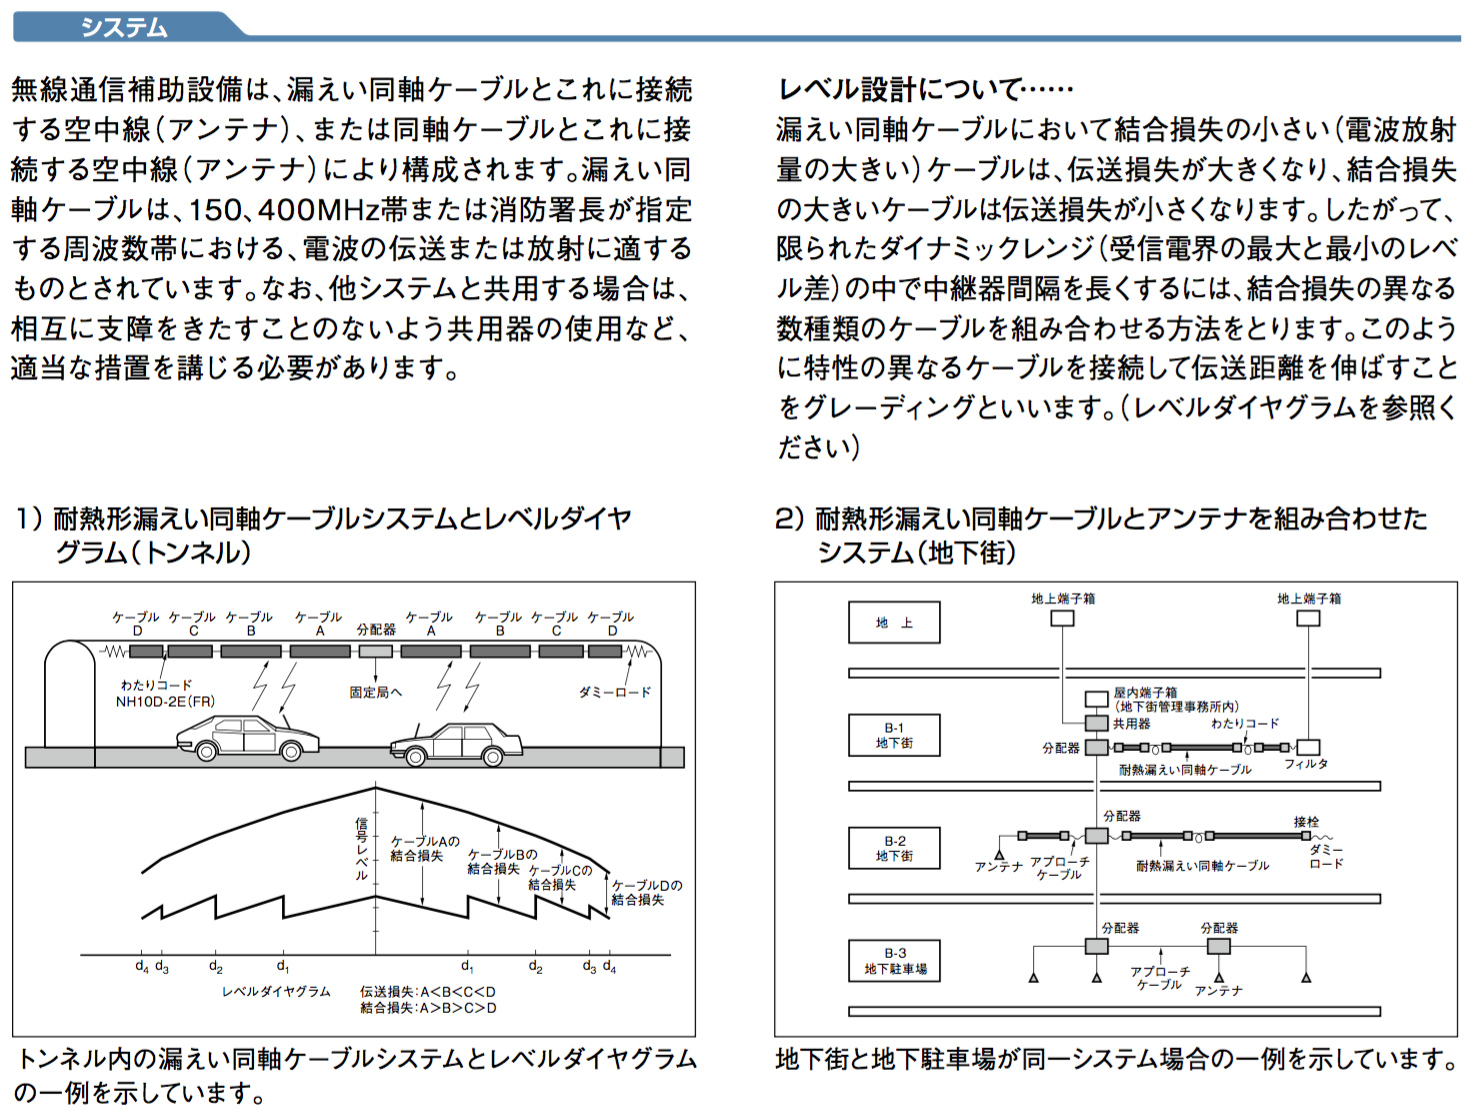 システム
無線通信補助設備は、漏えい同軸ケーブルとこれに接続
する空中線（アンテナ）、または同軸ケーブルとこれに接
続する空中線（アンテナ）により構成されます。漏えい同
軸ケーブルは、150、400MHz帯または消防署長が指定
する周波数帯における、電波の伝送または放射に適する
ものとされています。なお、他システムと共用する場合は、
相互に支障をきたすことのないよう共用器の使用など、
適当な措置を講じる必要があります。
レベル設計について……
漏えい同軸ケーブルにおいて結合損失の小さい（電波放射
量の大きい）ケーブルは、伝送損失が大きくなり、結合損失
の大きいケーブルは伝送損失が小さくなります。したがって、
限られたダイナミックレンジ（受信電界の最大と最小のレベ
ル差）の中で中継器間隔を長くするには、結合損失の異なる
数種類のケーブルを組み合わせる方法をとります。このよう
に特性の異なるケーブルを接続して伝送距離を伸ばすこと
をグレーディングといいます。（レベルダイヤグラムを参照く
ださい）
1）耐熱形漏えい同軸ケーブルシステムとレベルダイヤ
グラム（トンネル）
ケーブル ケーブル ケーブル ケーブル 分配器 ケーブル ケーブル ケーブル ケーブル
D C B A A B C D
わたりコード
NH10D-2E（FR）
固定局へ
ダミーロード
信号レベル
ケーブルAの
結合損失
ケーブルBの
結合損失
ケーブルCの
結合損失
ケーブルDの
結合損失
d4 d3 d2 d1 d1 d2 d3 d4
レベルダイヤグラム
伝送損失：A＜B＜C＜D
結合損失：A＞B＞C＞D
トンネル内の漏えい同軸ケーブルシステムとレベルダイヤグラム
の一例を示しています。
2）耐熱形漏えい同軸ケーブルとアンテナを組み合わせた
システム（地下街）
地上端子箱 地上端子箱
地 上
屋内端子箱
（地下街管理事務所内）
共用器
わたりコード
B-1
地下街
分配器
耐熱漏えい同軸ケーブル
フィルタ
分配器
接栓
B-2
地下街
アンテナ
アプローチ
ケーブル
耐熱漏えい同軸ケーブル
ダミー
ロード
分配器 分配器
B-3
地下駐車場
アプローチ
ケーブル
アンテナ
地下街と地下駐車場が同一システム場合の一例を示しています。